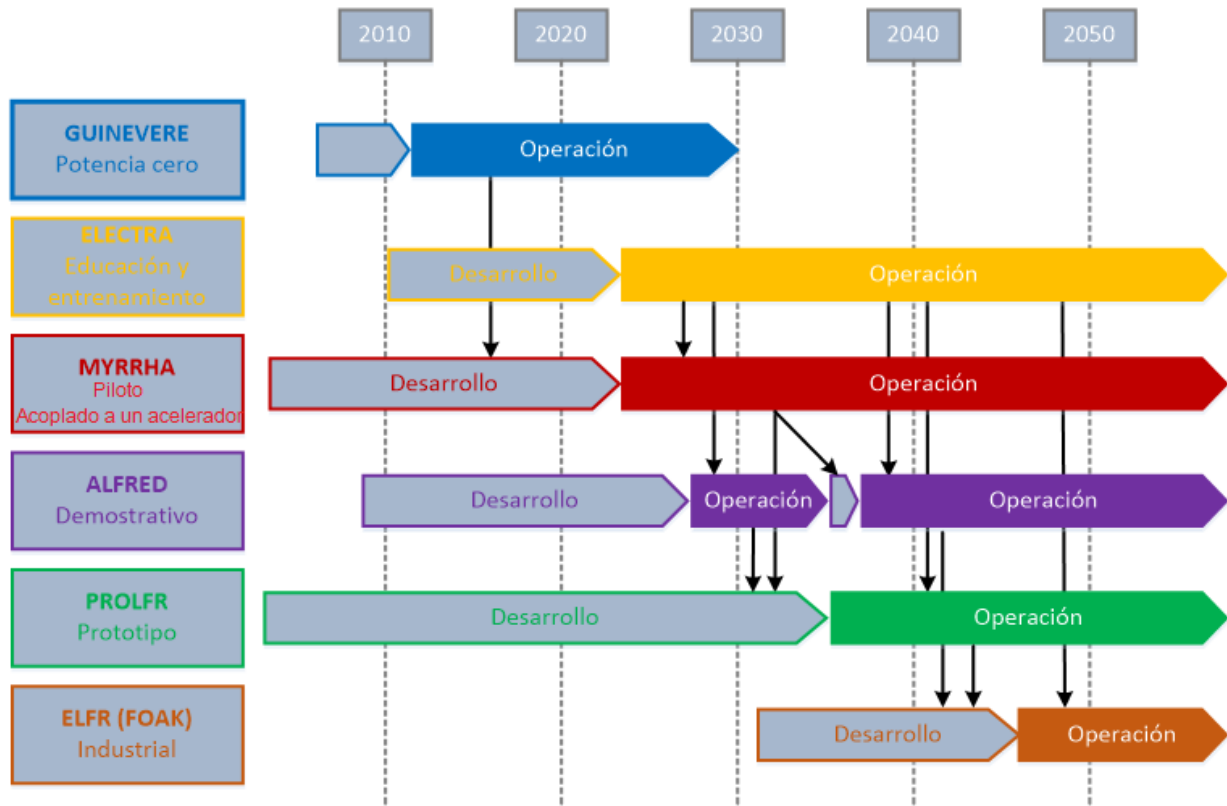 2010
2020
2030
2040
2050
GUINEVERE
Potencia cero
Operación
ELECTRA
Educación y
entrenamiento
Desarrollo
Operación
MYRRHA
Piloto
Acoplado a un acelerador
Desarrollo
Operación
ALFRED
Demostrativo
Desarrollo
Operación
Operación
PROLFR
Prototipo
Desarrollo
Operación
ELFR (FOAK)
Industrial
Desarrollo
Operación